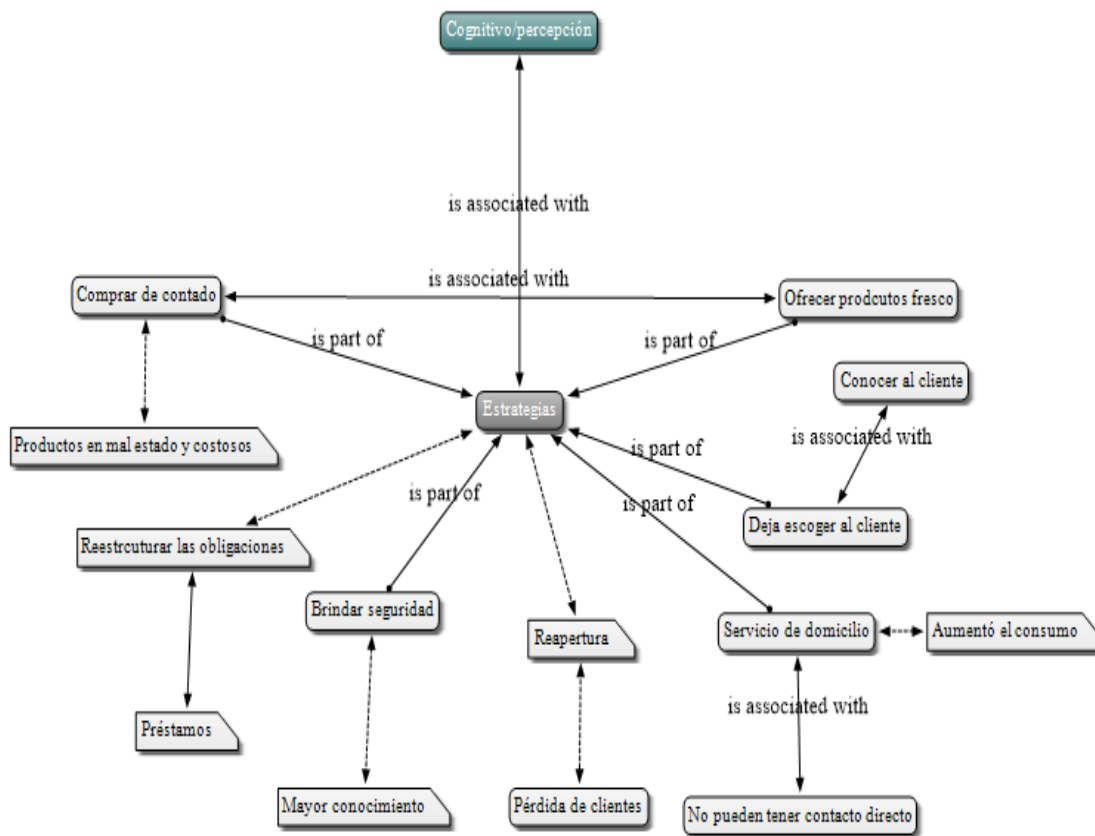 Cognitivo/percepción
is associated with
is associated with
Comprar de contado
Ofrecer prodcutos fresco
is part of
is part of
Conocer al cliente
Estrategias
is associated with
Productos en mal estado y costosos
is part of
is part of
is part of
Deja escoger al cliente
Reestrcuturar las obligaciones
Brindar seguridad
Reapertura
Servicio de domicilio
Aumentó el consumo
is associated with
Préstamos
Mayor conocimiento
Pérdida de clientes
No pueden tener contacto directo